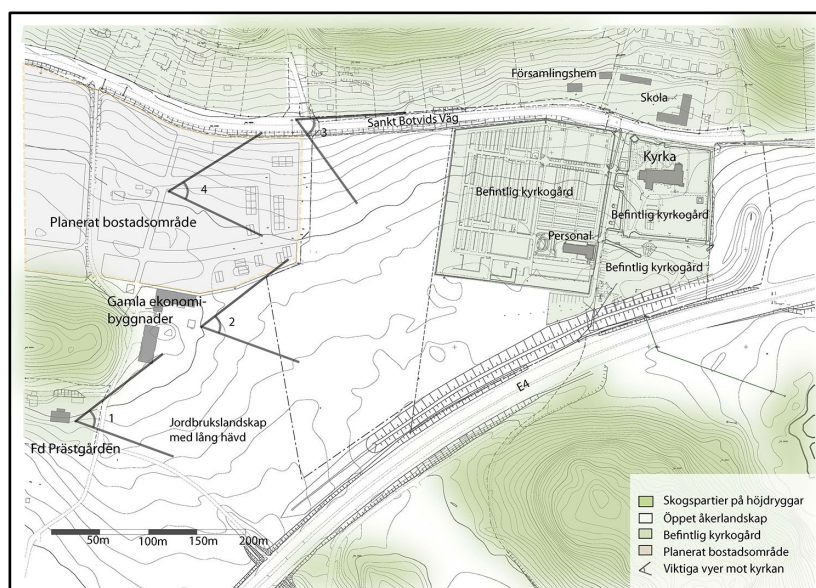 Församlingshem
Skola
Sankt Botvids Väg
3
Kyrka
4
Befintlig kyrkogård
Planerat bostadsområde
Befintlig kyrkogård
Personal
Befintlig kyrkogård
Gamla ekonomi-
byggnader
2
E4
1
Jordbrukslandskap
med lång hävd
Fd Prästgården
50m 100m 150m 200m
Skogspartier på höjdryggar
Öppet åkerlandskap
Befintlig kyrkogård
Planerat bostadsområde
Viktiga vyer mot kyrkan